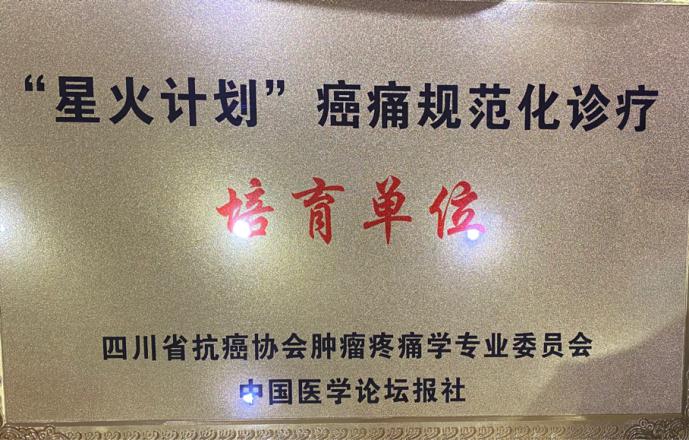 “星火计划”癌痛规范化诊疗
培育单位
四川省抗癌协会肿瘤疼痛学专业委员会
中国医学论坛报社